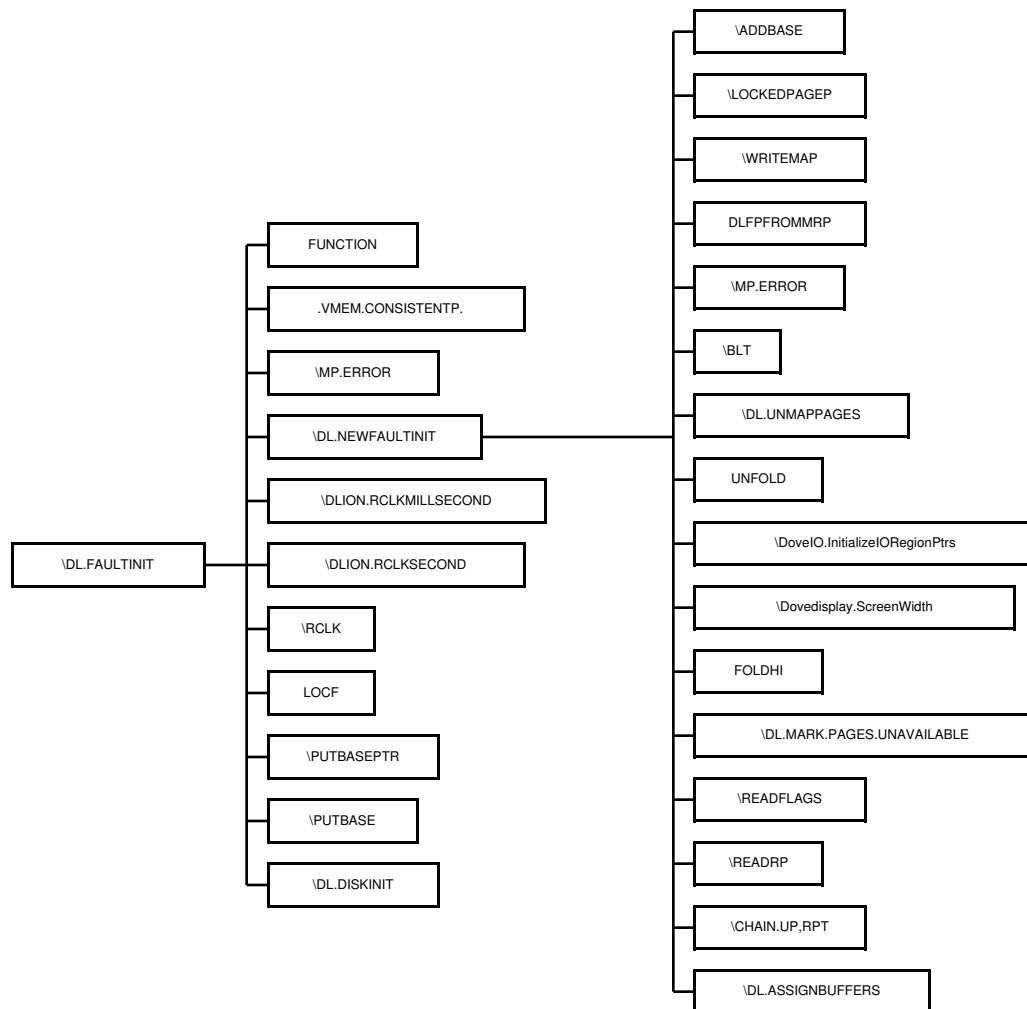 \DL.FAULTINIT
FUNCTION
.VMEM.CONSISTENTP.
\MP.ERROR
\DL.NEWFAULTINIT
\DLION.RCLKMILLSECOND
\DLION.RCLKSECOND
\RCLK
LOCF
\PUTBASEPTR
\PUTBASE
\DL.DISKINIT
\ADDBASE
\LOCKEDPAGEP
\WRITEMAP
DLFPFROMMRP
\MP.ERROR
\BLT
\DL.UNMAPPAGES
UNFOLD
\DoveIO.InitializeIORegionPtrs
\Dovedisplay.ScreenWidth
FOLDHI
\DL.MARK.PAGES.UNAVAILABLE
\READFLAGS
\READRP
\CHAIN.UP,RPT
\DL.ASSIGNBUFFERS